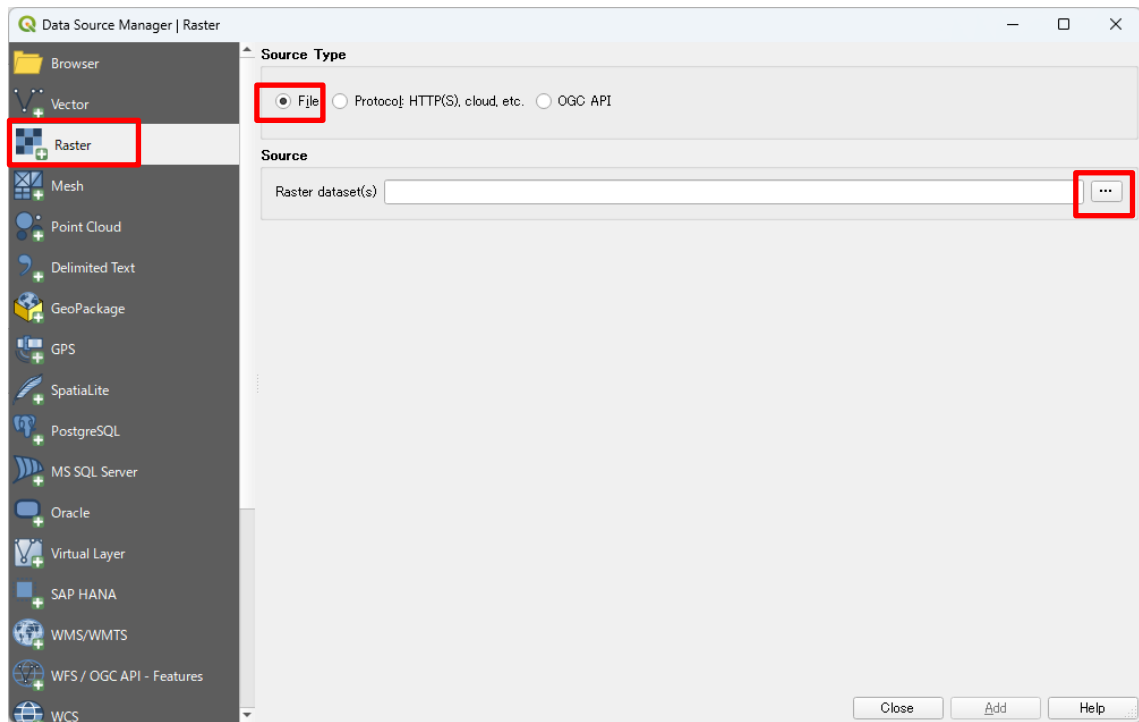 Data Source Manager | Raster
Browser
Vector
Raster
Mesh
Point Cloud
Delimited Text
GeoPackage
GPS
SpatiaLite
PostgreSQL
MS SQL Server
Oracle
Virtual Layer
SAP HANA
WMS/WMTS
WFS / OGC API - Features
WCS
Source Type
File Protocol: HTTP(S), cloud, etc. OGC API
Source
Raster dataset(s) ...
Close Add Help